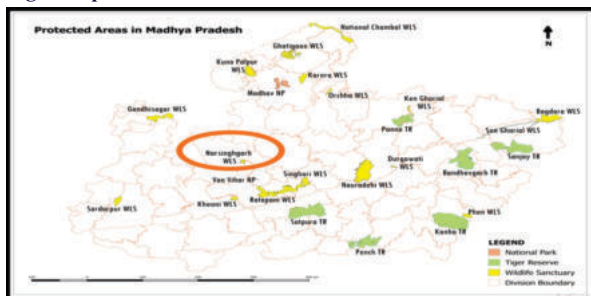 Protected Areas in Madhya Pradesh
National Chambal WLS
N
Ghatigaon WLS
Kuno Palpur
WLS
Karera WLS
Madhav NP
Orchha WLS
Ken Gharial
WLS
Gandhisagar WLS
Bagdara WLS
Panna TR
Son Gharial WLS
Sanjay TR
Narsinghgarh
WLS
Durgawati
WLS
Bandhavgarh TR
Singhori WLS
Van Vihar NP
Noradehi WLS
Sardarpur WLS
Kheoni WLS
Ratapani WLS
Phen WLS
Satpura TR
Kanha TR
Pench TR
LEGEND
National Park
Tiger Reserve
Wildlife Sanctuary
Division Boundary